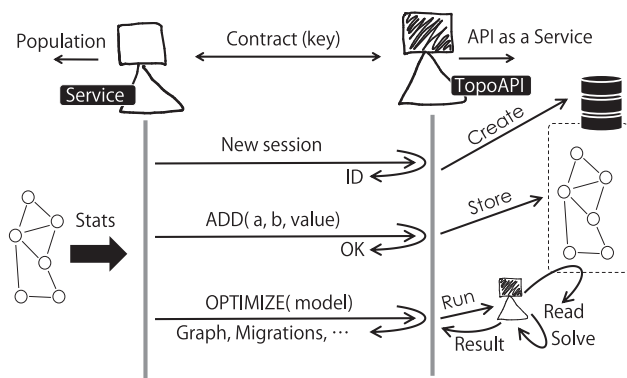 Population
Contract (key)
API as a Service
Service
TopoAPI
New session
ID
Create
Stats
ADD( a, b, value)
OK
Store
OPTIMIZE( model)
Graph, Migrations, ⋯
Run
Result
Read
Solve